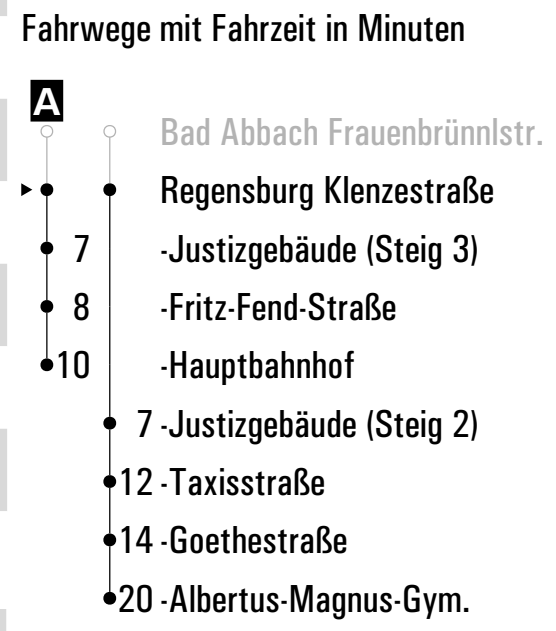 Fahrwege mit Fahrzeit in Minuten
A
Bad Abbach Frauenbrünnlstr.
Regensburg Klenzestraße
7 -Justizgebäude (Steig 3)
8 -Fritz-Fend-Straße
10 -Hauptbahnhof
7 -Justizgebäude (Steig 2)
12 -Taxisstraße
14 -Goethestraße
20 -Albertus-Magnus-Gym.